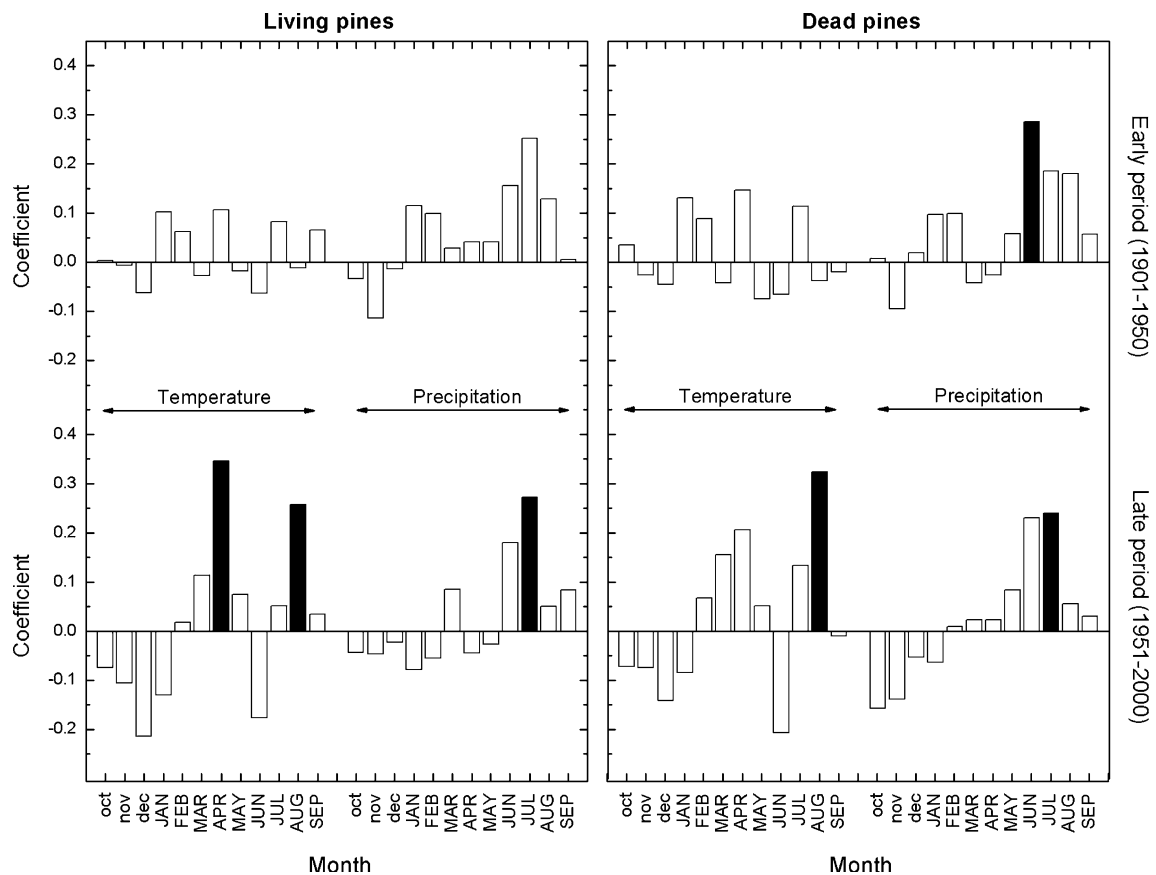 Living pines
Dead pines
0.4
0.3
0.2
0.1
0.0
-0.1
-0.2
Coefficient
Early period (1901-1950)
Temperature
Precipitation
Temperature
Precipitation
0.4
0.3
0.2
0.1
0.0
-0.1
-0.2
Coefficient
Late period (1951-2000)
oct nov dec JAN FEB MAR APR MAY JUN JUL AUG SEP
oct nov dec JAN FEB MAR APR MAY JUN JUL AUG SEP
oct nov dec JAN FEB MAR APR MAY JUN JUL AUG SEP
oct nov dec JAN FEB MAR APR MAY JUN JUL AUG SEP
Month
Month